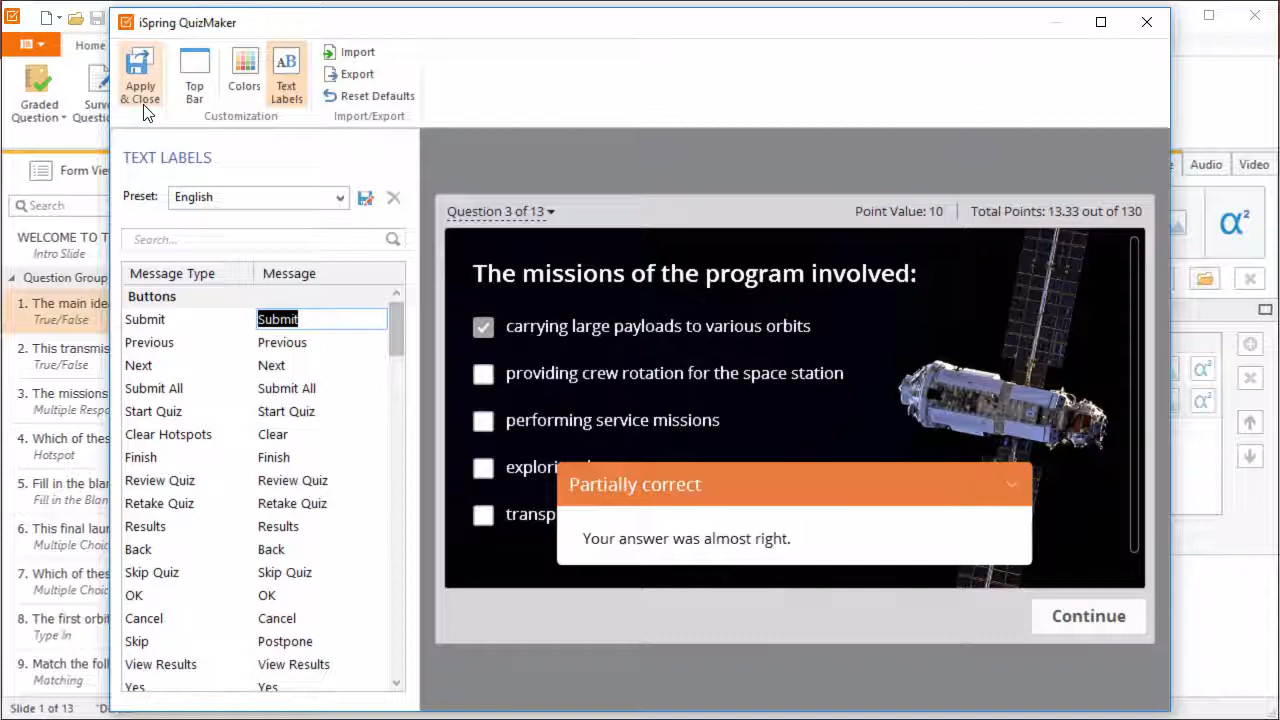 iSpring QuizMaker
Home
Graded
Question
Surv
Questi
Apply
& Close
Top
Bar
Colors
Text
Labels
Customization
Import
Export
Reset Defaults
Import/Export
Form Vie
Search
WELCOME TO T
Intro Slide
Question Group
1. The main ide
True/False
2. This transmis
True/False
3. The missions
Multiple Respo
4. Which of thes
Hotspot
5. Fill in the blan
Fill in the Blan
6. This final laun
Multiple Choic
7. Which of thes
Multiple Choic
8. The first orbit
Type In
9. Match the foll
Matching
Slide 1 of 13
TEXT LABELS
Preset: English
Search...
Message Type Message
Buttons
Submit Submit
Previous Previous
Next Next
Submit All Submit All
Start Quiz Start Quiz
Clear Hotspots Clear
Finish Finish
Review Quiz Review Quiz
Retake Quiz Retake Quiz
Results Results
Back Back
Skip Quiz Skip Quiz
OK OK
Cancel Cancel
Skip Postpone
View Results View Results
Yes Yes
Question 3 of 13 Point Value: 10 Total Points: 13.33 out of 130
The missions of the program involved:
carrying large payloads to various orbits
providing crew rotation for the space station
performing service missions
explori
transp
Partially correct
Your answer was almost right.
Continue
Audio Video
α²
α²
α²